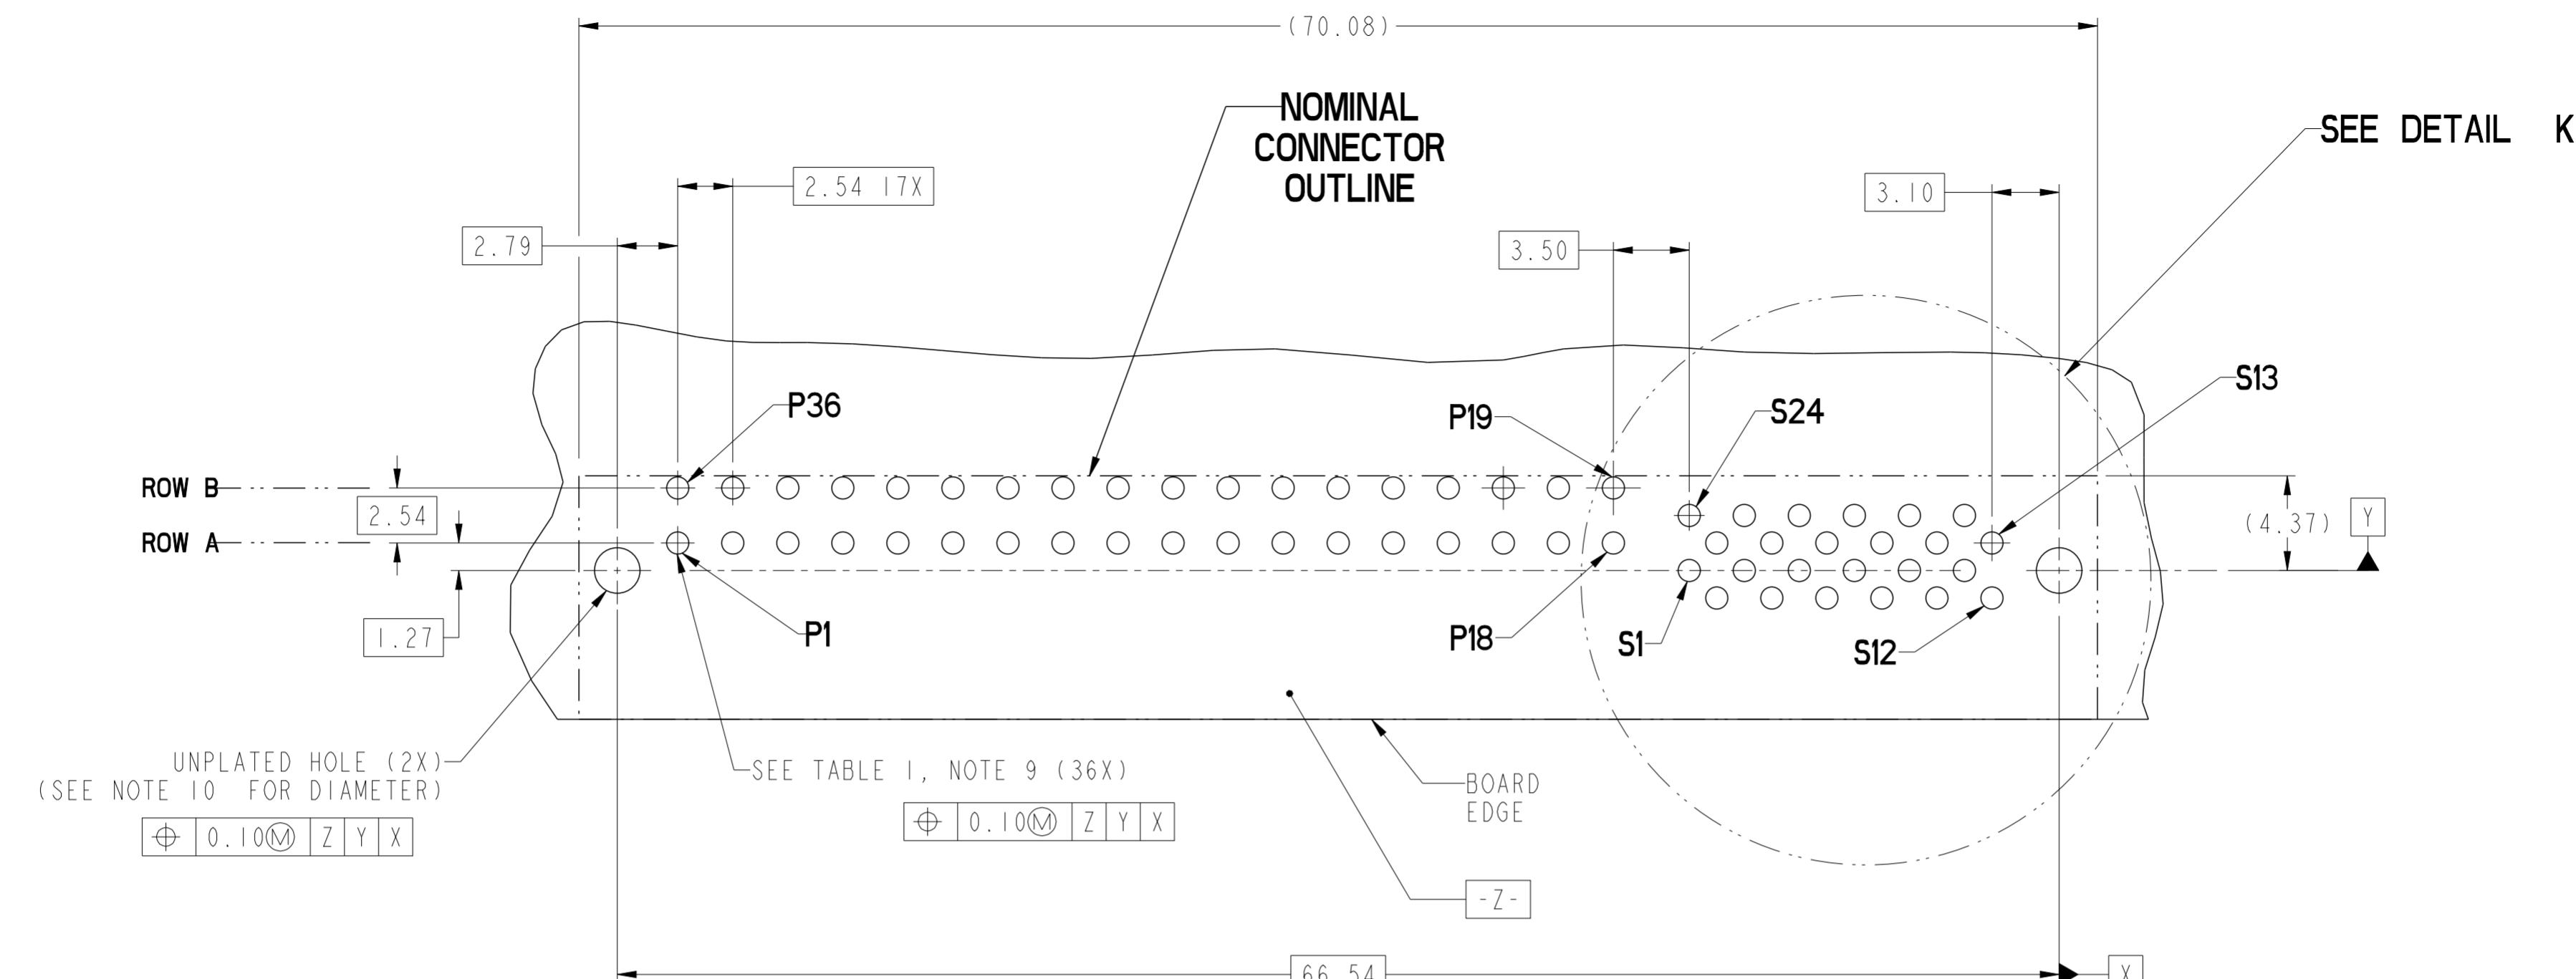 (70.08)
NOMINAL
CONNECTOR
OUTLINE
SEE DETAIL K
2.54 17X
3.10
2.79
3.50
P36
P19
S24
S13
ROW B
2.54
ROW A
(4.37)
Y
1.27
P1
P18
S1
S12
UNPLATED HOLE (2X)
(SEE NOTE 10 FOR DIAMETER)
0.10 Ⓜ Z Y X
SEE TABLE 1, NOTE 9 (36X)
0.10 Ⓜ Z Y X
BOARD
EDGE
-Z-
66.54
X